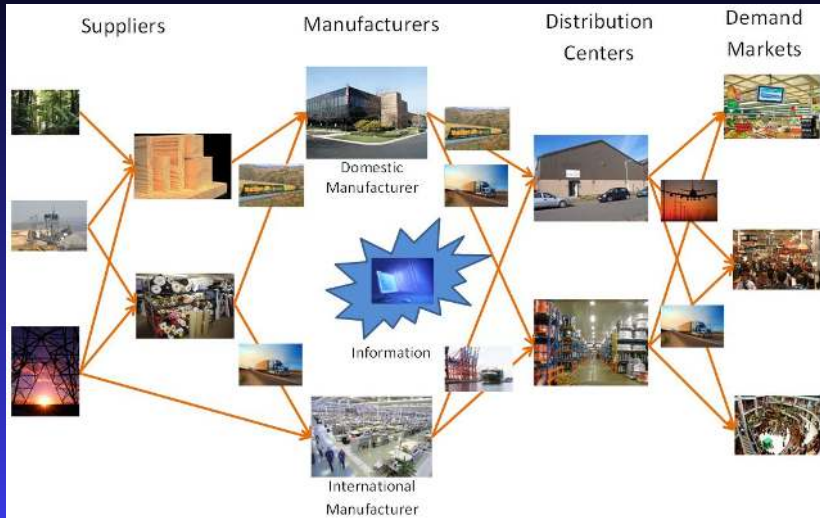 Suppliers
Manufacturers
Distribution
Centers
Demand
Markets
Domestic
Manufacturer
Information
International
Manufacturer